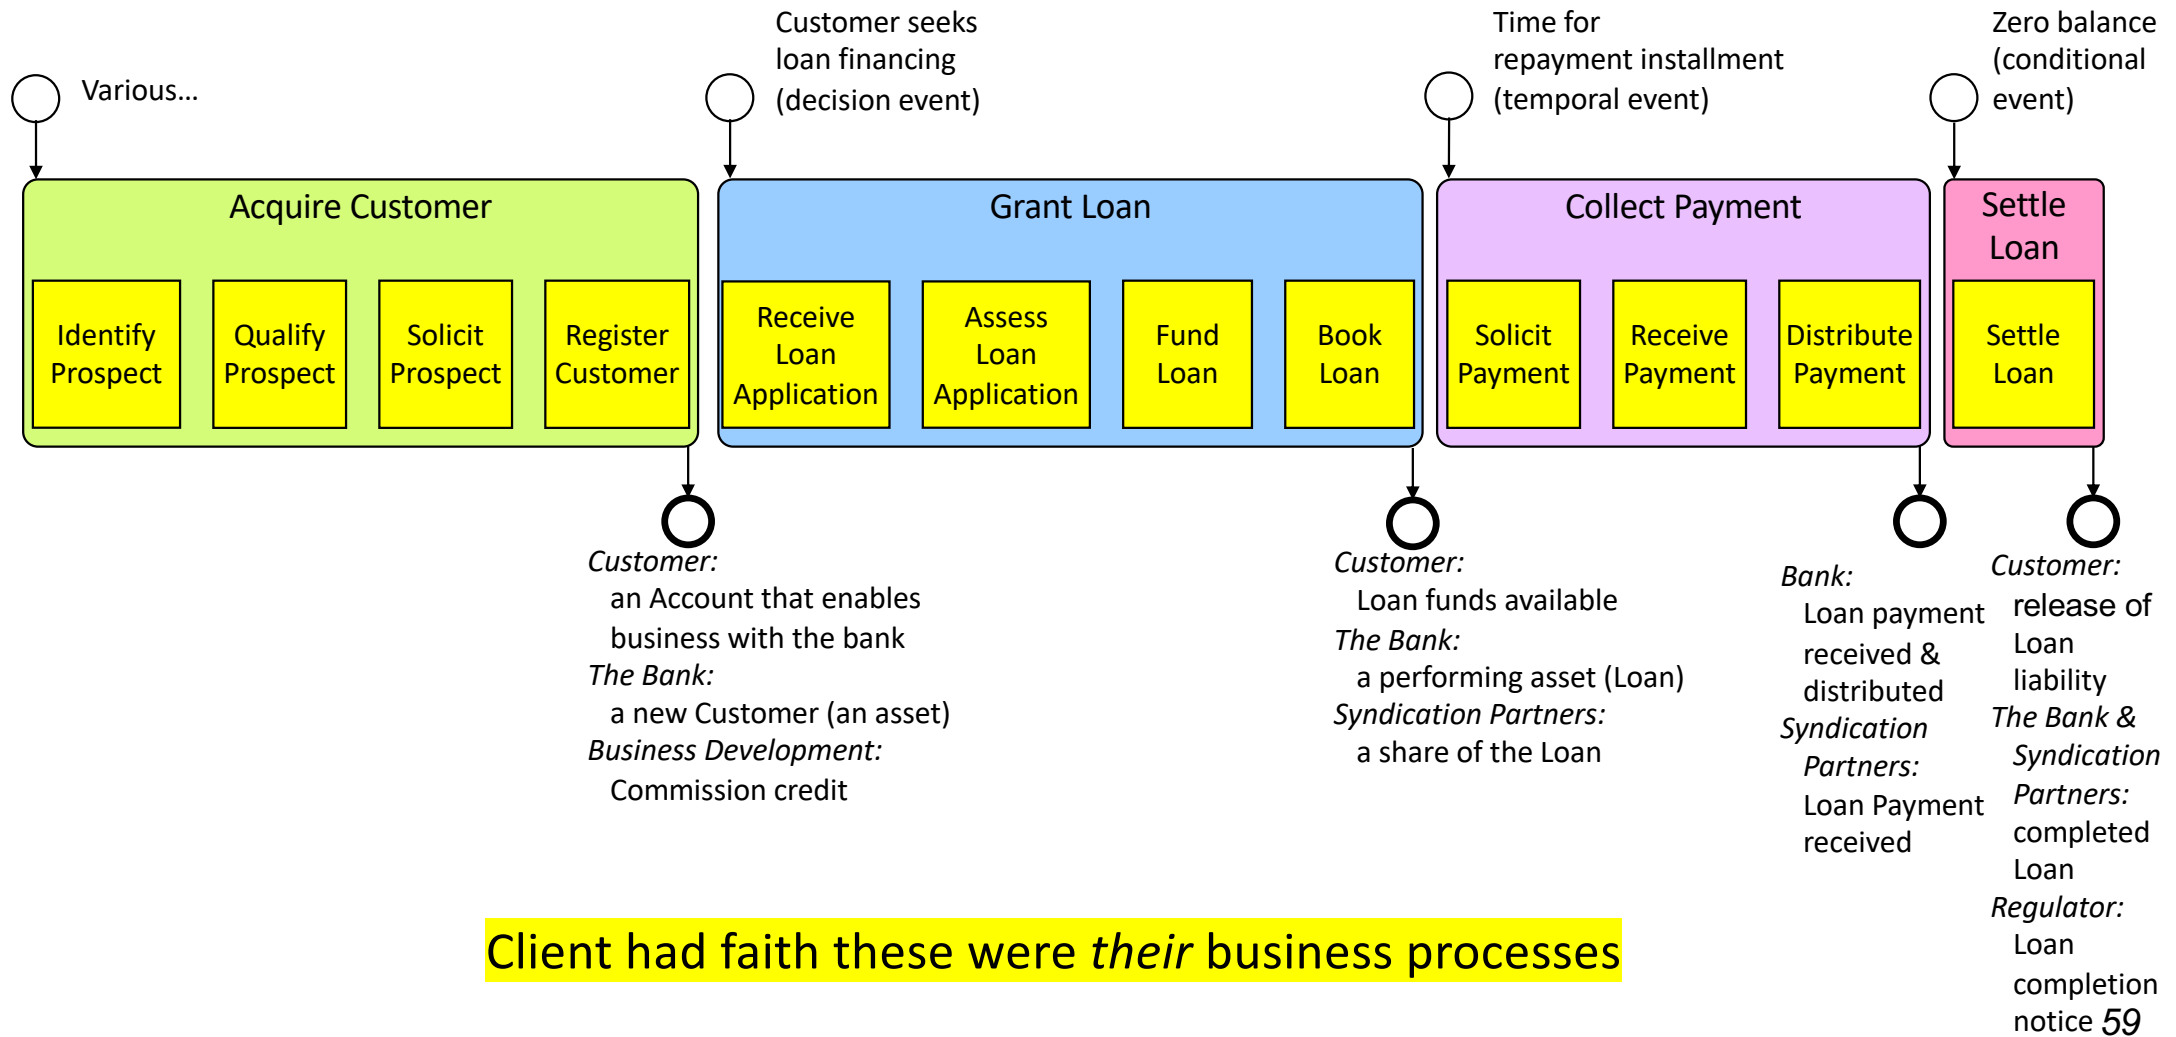 Various...
Customer seeks
loan financing
(decision event)
Time for
repayment installment
(temporal event)
Zero balance
(conditional
event)
Acquire Customer
Identify
Prospect
Qualify
Prospect
Solicit
Prospect
Register
Customer
Grant Loan
Receive
Loan
Application
Assess
Loan
Application
Fund
Loan
Book
Loan
Collect Payment
Solicit
Payment
Receive
Payment
Distribute
Payment
Settle
Loan
Settle
Loan
Customer:
an Account that enables
business with the bank
The Bank:
a new Customer (an asset)
Business Development:
Commission credit
Customer:
Loan funds available
The Bank:
a performing asset (Loan)
Syndication Partners:
a share of the Loan
Bank:
Loan payment
received &
distributed
Syndication
Partners:
Loan Payment
received
Customer:
release of
Loan
liability
The Bank &
Syndication
Partners:
completed
Loan
Regulator:
Loan
completion
notice
Client had faith these were their business processes
59